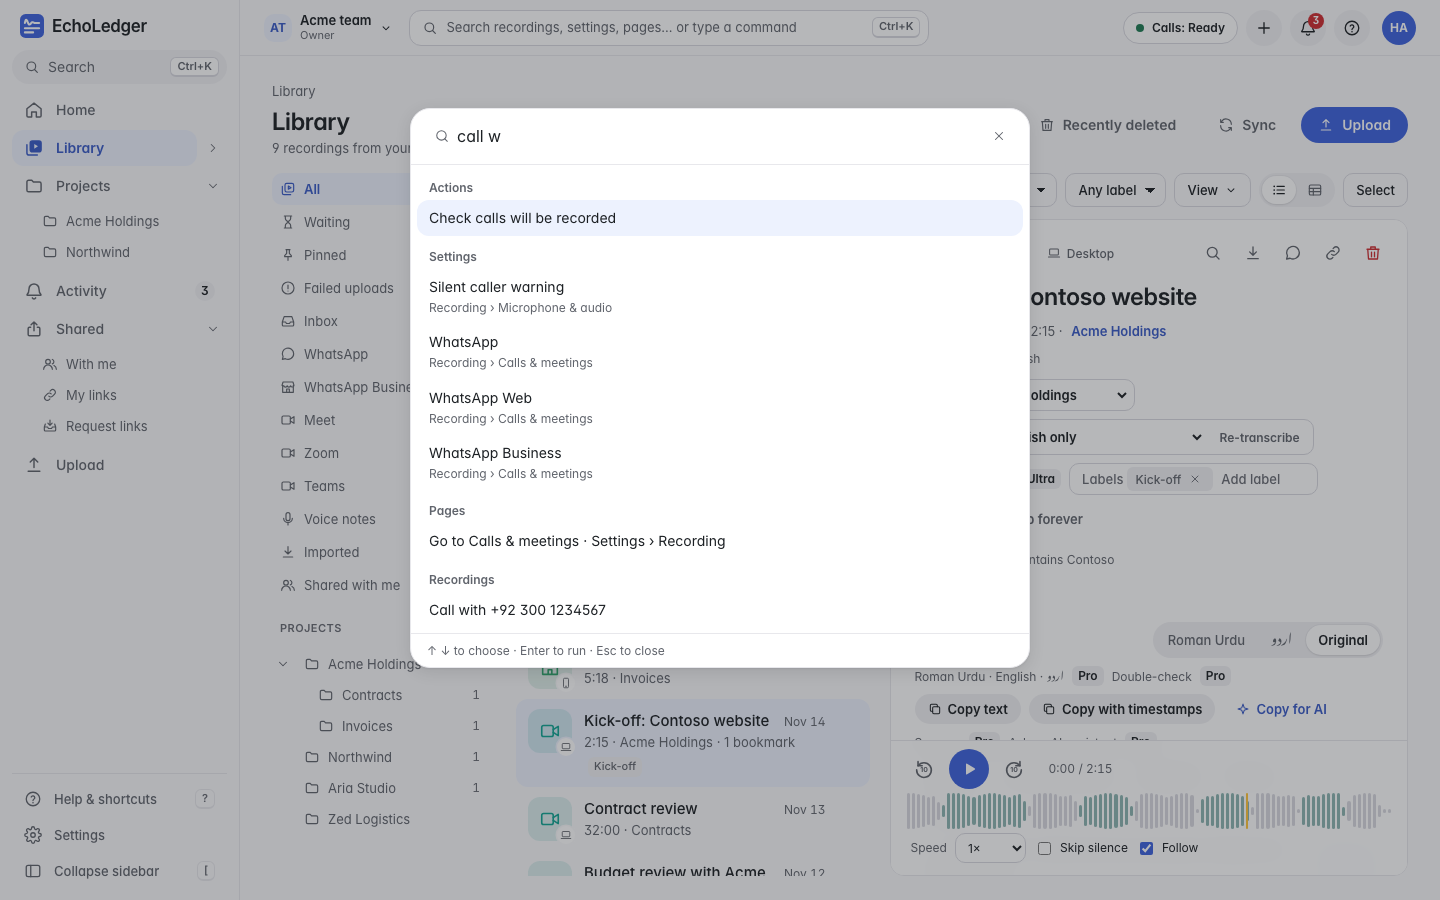 EchoLedger
Search Ctrl+K
Home
Library
Projects
Acme Holdings
Northwind
Activity 3
Shared
With me
My links
Request links
Upload
Help & shortcuts ?
Settings
Collapse sidebar [
AT Acme team
Owner
Search recordings, settings, pages... or type a command Ctrl+K
Calls: Ready
3
HA
Library
Library
9 recordings from your
Recently deleted
Sync
Upload
All
Waiting
Pinned
Failed uploads
Inbox
WhatsApp
WhatsApp Busine
Meet
Zoom
Teams
Voice notes
Imported
Shared with me
PROJECTS
Acme Holdings
Contracts 1
Invoices 1
Northwind 1
Aria Studio 1
Zed Logistics
Any label
View
Select
call w
Actions
Check calls will be recorded
Settings
Silent caller warning
Recording › Microphone & audio
WhatsApp
Recording › Calls & meetings
WhatsApp Web
Recording › Calls & meetings
WhatsApp Business
Recording › Calls & meetings
Pages
Go to Calls & meetings · Settings › Recording
Recordings
Call with +92 300 1234567
↑ ↓ to choose · Enter to run · Esc to close
5:18 · Invoices
Kick-off: Contoso website Nov 14
2:15 · Acme Holdings · 1 bookmark
Kick-off
Contract review Nov 13
32:00 · Contracts
Budget review with Acme Nov 12
Desktop
ontoso website
2:15 · Acme Holdings
sh
oldings
ish only
Re-transcribe
Ultra
Labels Kick-off × Add label
forever
ntains Contoso
Roman Urdu اردو Original
Roman Urdu · English · اردو Pro Double-check Pro
Copy text
Copy with timestamps
Copy for AI
10 10 0:00 / 2:15
Speed 1× Skip silence Follow